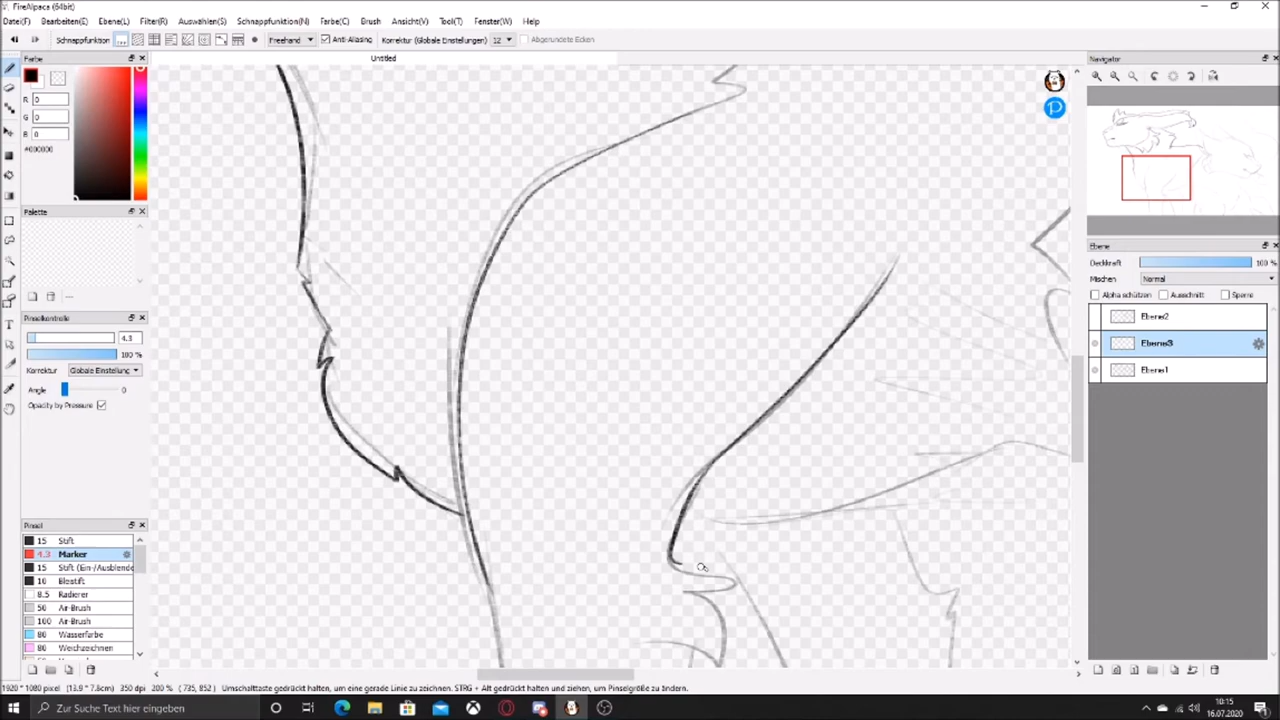 FireAlpaca (64bit)
Datei(F) Bearbeiten(E) Ebene(L) Filter(R) Auswählen(S) Schnappfunktion(N) Farbe(C) Brush Ansicht(V) Tool(T) Fenster(W) Help
Schnappfunktion Freehand Anti-Aliasing Korrektur (Globale Einstellungen) 12 Abgerundete Ecken
Farbe
Untitled
Navigator
R 0
G 0
B 0
#000000
Palette
Ebene
Deckkraft 100 %
Mischen Normal
Alpha schützen Ausschnitt Sperre
Ebene2
Ebene3
Ebene1
Pinselkontrolle
4.3
100 %
Korrektur Globale Einstellung
Angle 0
Opacity by Pressure
Pinsel
15 Stift
4.3 Marker
15 Stift (Ein-/Ausblende
10 Bleistift
8.5 Radierer
50 Air-Brush
100 Air-Brush
80 Wasserfarbe
80 Weichzeichnen
1920 * 1080 pixel (13.9 * 7.8cm) 350 dpi 200 % ( 735, 852 ) Umschalttaste gedrückt halten, um eine gerade Linie zu zeichnen. STRG + Alt gedrückt halten und ziehen, um Pinselgröße zu ändern.
Zur Suche Text hier eingeben
10:15
16.07.2020